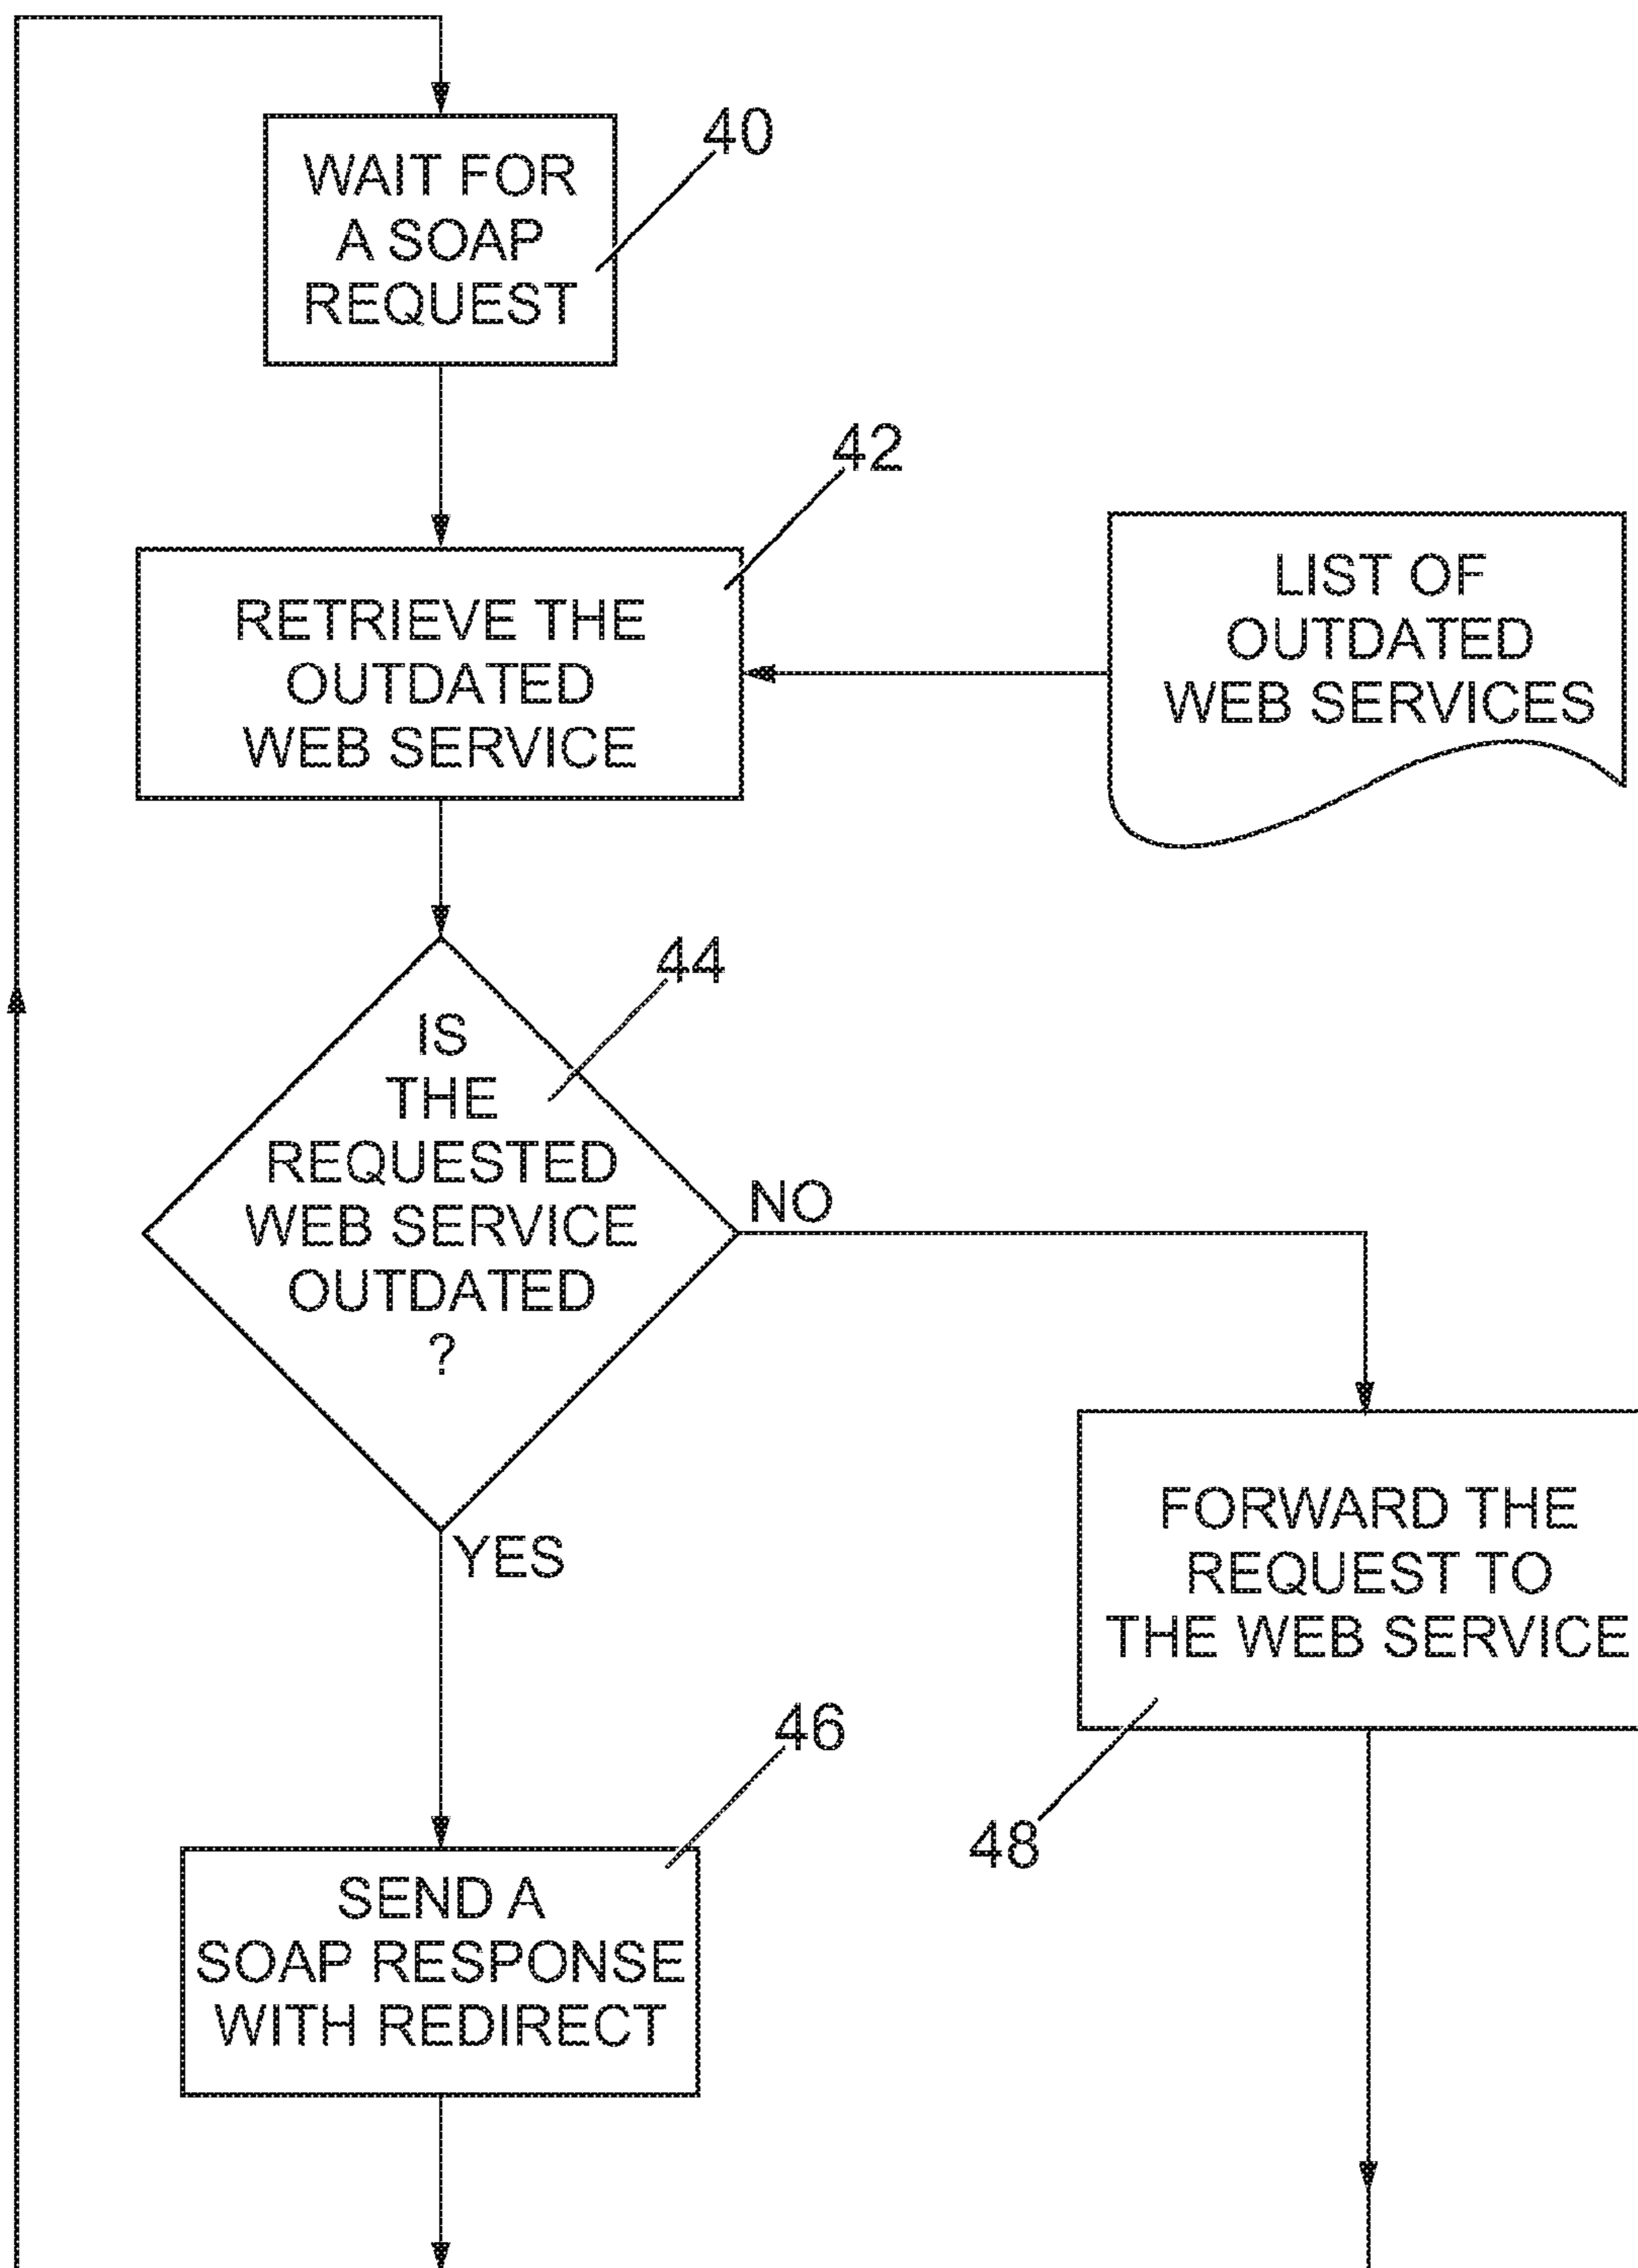 40
WAIT FOR
A SOAP
REQUEST
42
RETRIEVE THE
OUTDATED
WEB SERVICE
LIST OF
OUTDATED
WEB SERVICES
44
IS
THE
REQUESTED
WEB SERVICE
OUTDATED
?
NO
YES
FORWARD THE
REQUEST TO
THE WEB SERVICE
48
46
SEND A
SOAP RESPONSE
WITH REDIRECT